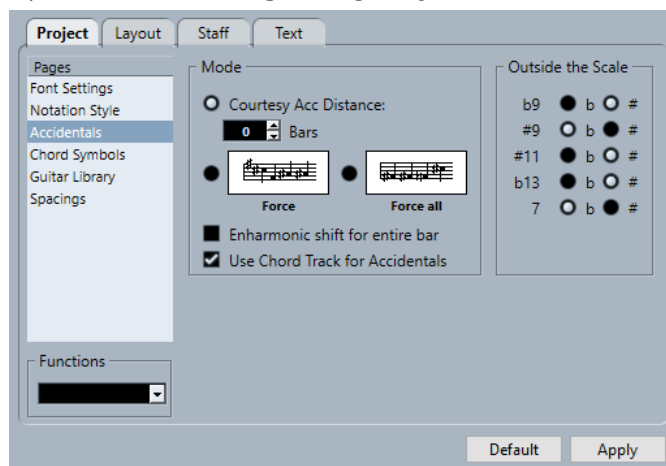 Project Layout Staff Text
Pages
Font Settings
Notation Style
Accidentals
Chord Symbols
Guitar Library
Spacings
Functions
Mode
Courtesy Acc Distance:
0 Bars
Force Force all
Enharmonic shift for entire bar
Use Chord Track for Accidentals
Outside the Scale
b9 b #
#9 b #
#11 b #
b13 b #
7 b #
Default Apply